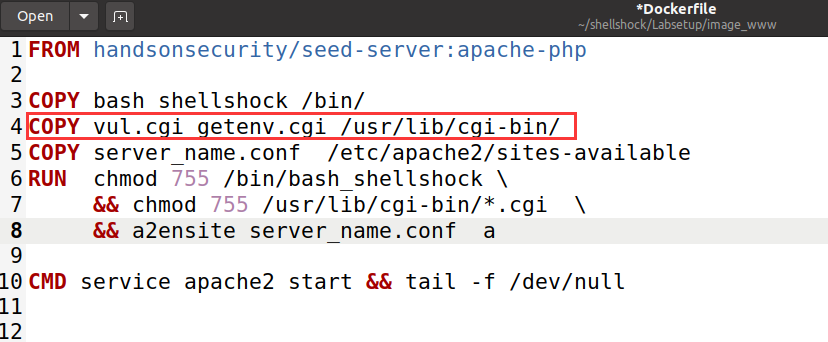 Open
*Dockerfile
~/shellshock/Labsetup/image_www
1 FROM handsonsecurity/seed-server:apache-php
2
3 COPY bash shellshock /bin/
4 COPY vul.cgi getenv.cgi /usr/lib/cgi-bin/
5 COPY server_name.conf  /etc/apache2/sites-available
6 RUN  chmod 755 /bin/bash_shellshock \
7      && chmod 755 /usr/lib/cgi-bin/*.cgi  \
8      && a2ensite server_name.conf  a
9
10 CMD service apache2 start && tail -f /dev/null
11
12